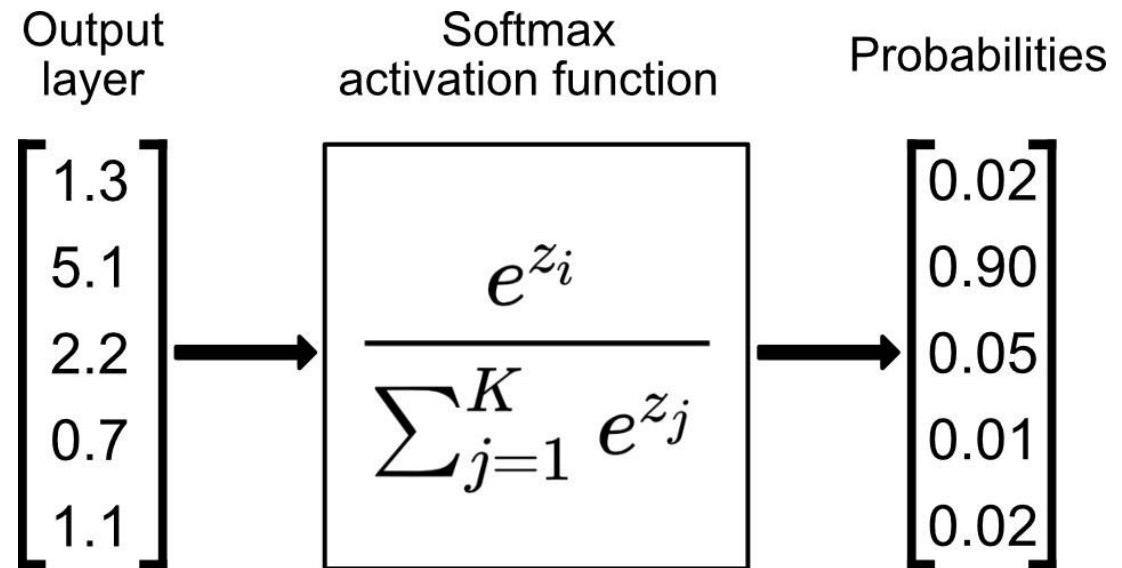 Output
layer
Softmax
activation function
Probabilities
1.3
5.1
2.2
0.7
1.1
e^{z_i}
∑_{j=1}^{K} e^{z_j}
0.02
0.90
0.05
0.01
0.02